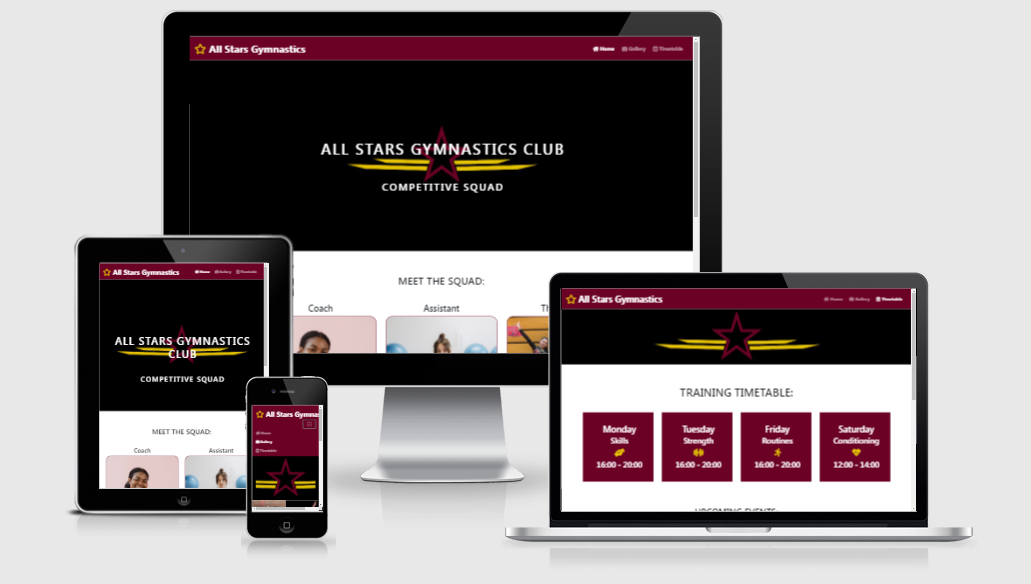 All Stars Gymnastics
Home Gallery Timetable
ALL STARS GYMNASTICS CLUB
COMPETITIVE SQUAD
MEET THE SQUAD:
Coach Assistant Th
All Stars Gymnastics
Home Gallery Timetable
ALL STARS GYMNASTICS
CLUB
COMPETITIVE SQUAD
MEET THE SQUAD:
Coach Assistant
All Stars Gymnas
Home
Gallery
Timetable
All Stars Gymnastics
Home Gallery Timetable
TRAINING TIMETABLE:
Monday
Skills
16:00 - 20:00
Tuesday
Strength
16:00 - 20:00
Friday
Routines
16:00 - 20:00
Saturday
Conditioning
12:00 - 14:00
UPCOMING EVENTS: